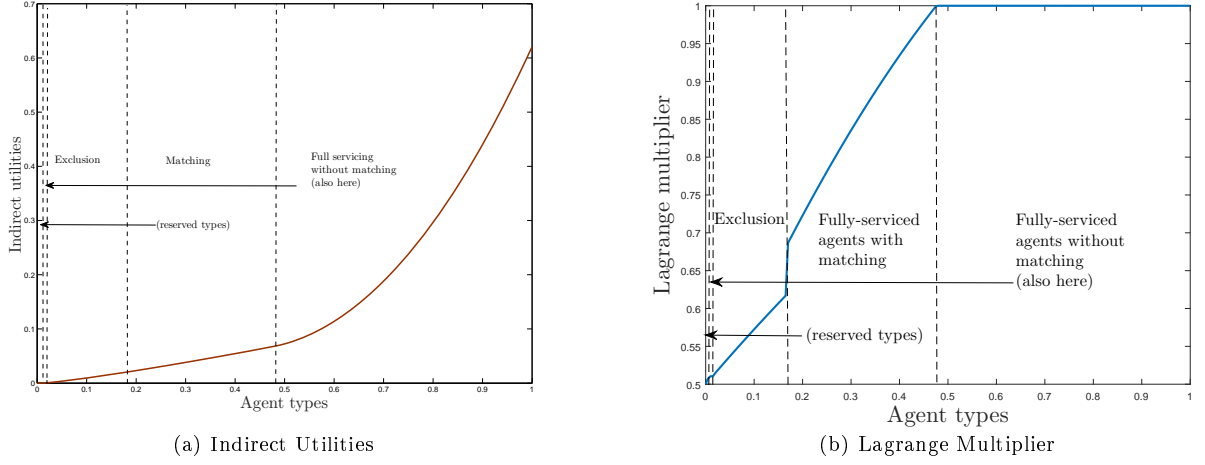 0.7
0.6
0.5
0.4
0.3
0.2
0.1
0
Indirect utilities
Exclusion
Matching
Full servicing
without matching
(also here)
(reserved types)
0 0.1 0.2 0.3 0.4 0.5 0.6 0.7 0.8 0.9 1
Agent types
(a) Indirect Utilities
1
0.95
0.9
0.85
0.8
0.75
0.7
0.65
0.6
0.55
0.5
Lagrange multiplier
Exclusion
Fully-serviced
agents with
matching
Fully-serviced
agents without
matching
(also here)
(reserved types)
0 0.1 0.2 0.3 0.4 0.5 0.6 0.7 0.8 0.9 1
Agent types
(b) Lagrange Multiplier